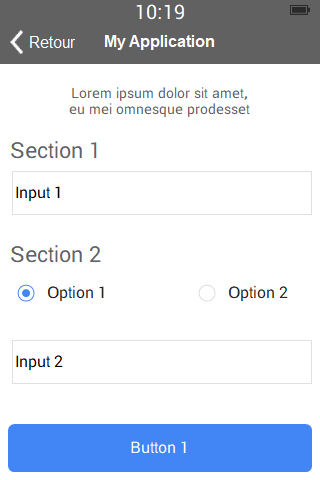 10:19
Retour
My Application
Lorem ipsum dolor sit amet,
eu mei omnesque prodesset
Section 1
Input 1
Section 2
Option 1
Option 2
Input 2
Button 1